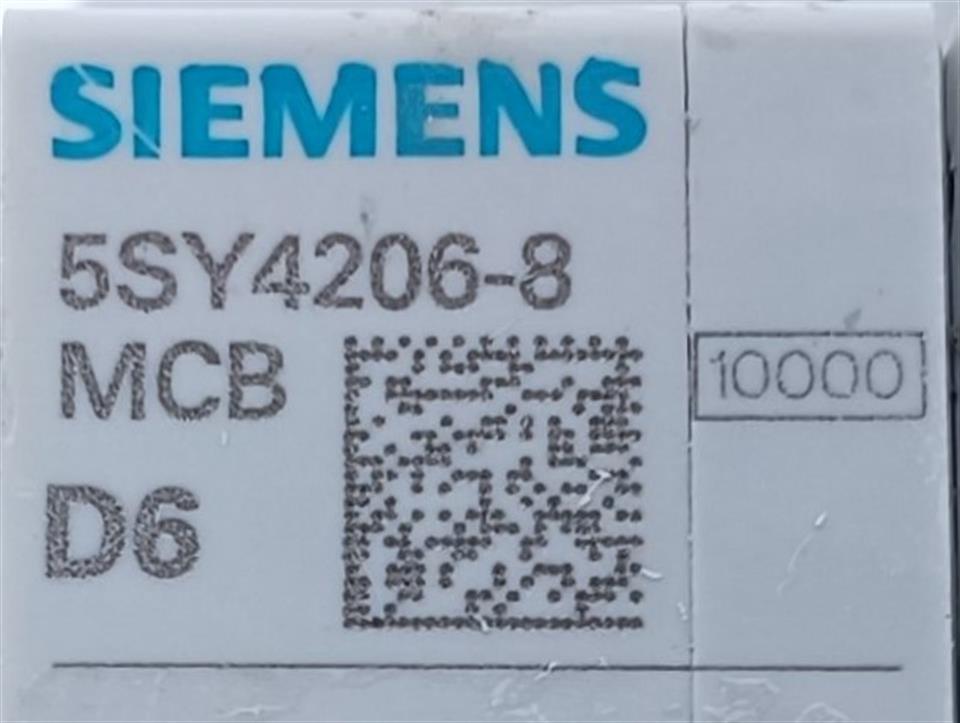 SIEMENS
5SY4206-8
MCB
10000
D6